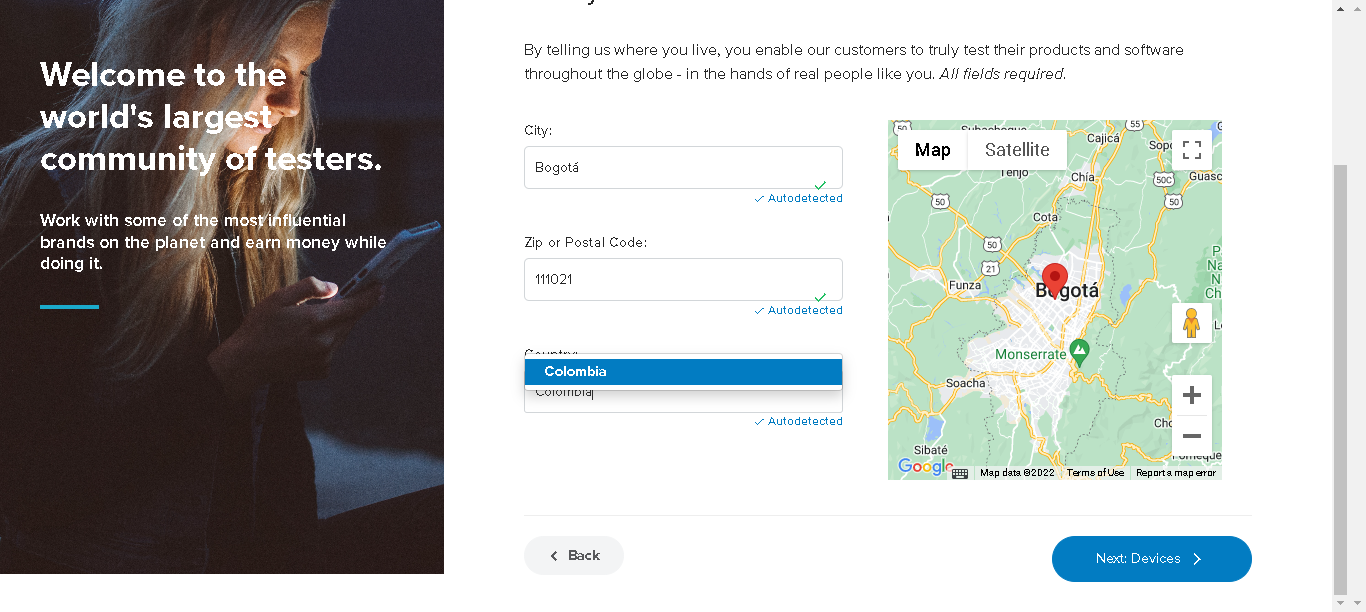 Welcome to the
world's largest
community of testers.
Work with some of the most influential
brands on the planet and earn money while
doing it.
By telling us where you live, you enable our customers to truly test their products and software
throughout the globe - in the hands of real people like you. All fields required.
City:
Bogotá
Autodetected
Zip or Postal Code:
111021
Autodetected
Country:
Colombia
Colombia
Autodetected
Map
Satellite
50
55
Subachoque
Cajicá
Sopó
Tenjo
Chía
50C
Guasc
50
50
Cota
50
21
Funza
Bogotá
Monserrate
Soacha
Sibaté
Google
Map data ©2022
Terms of Use
Report a map error
Back
Next: Devices